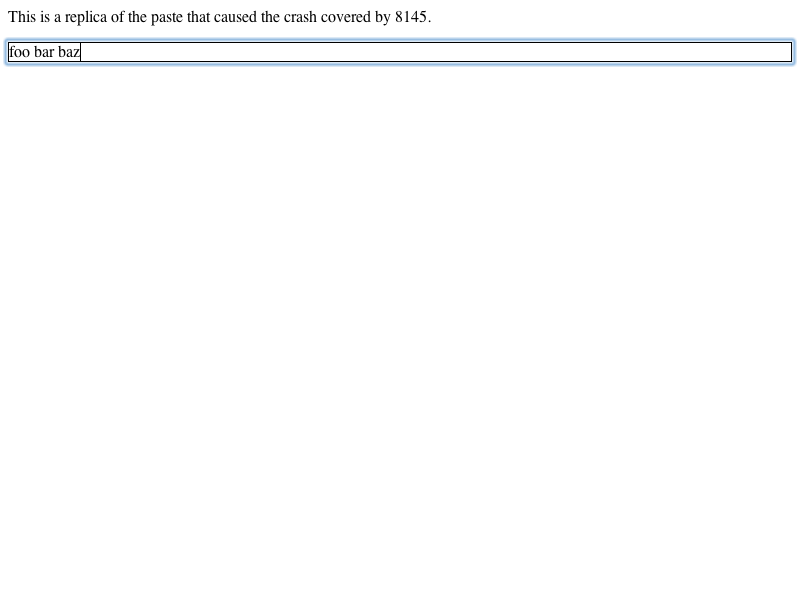 This is a replica of the paste that caused the crash covered by 8145.
foo bar baz